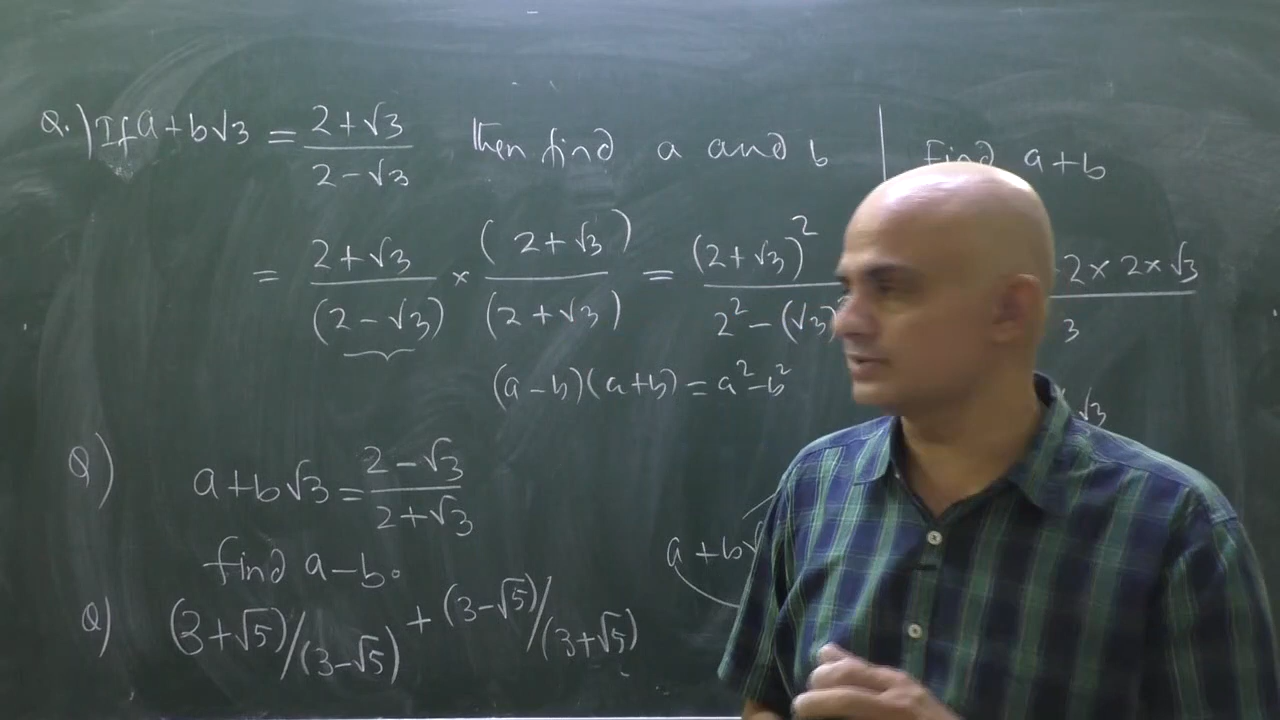 Q.) If a+b√3 = (2+√3)/(2-√3) then find a and b | Find a+b
= (2+√3)/(2-√3) × (2+√3)/(2+√3) = (2+√3)²/2²-(√3) 2×2×√3/3
(a-b)(a+b) = a²-b²
√3
Q) a+b√3 = (2-√3)/(2+√3)
find a-b.
a+b√
Q) (3+√5)/(3-√5) + (3-√5)/(3+√5)